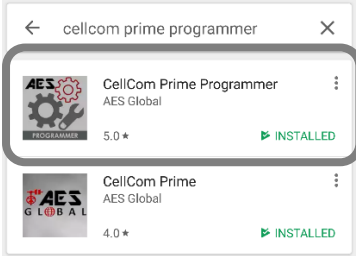 cellcom prime programmer
AES
PROGRAMMER
CellCom Prime Programmer
AES Global
5.0 ★
INSTALLED
AES
GLOBAL
CellCom Prime
AES Global
4.0 ★
INSTALLED